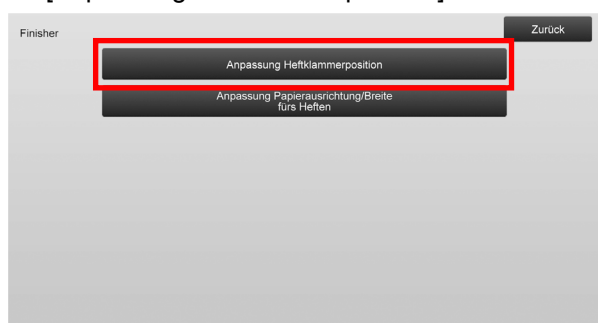 Finisher
Zurück
Anpassung Heftklammerposition
Anpassung Papierausrichtung/Breite
fürs Heften